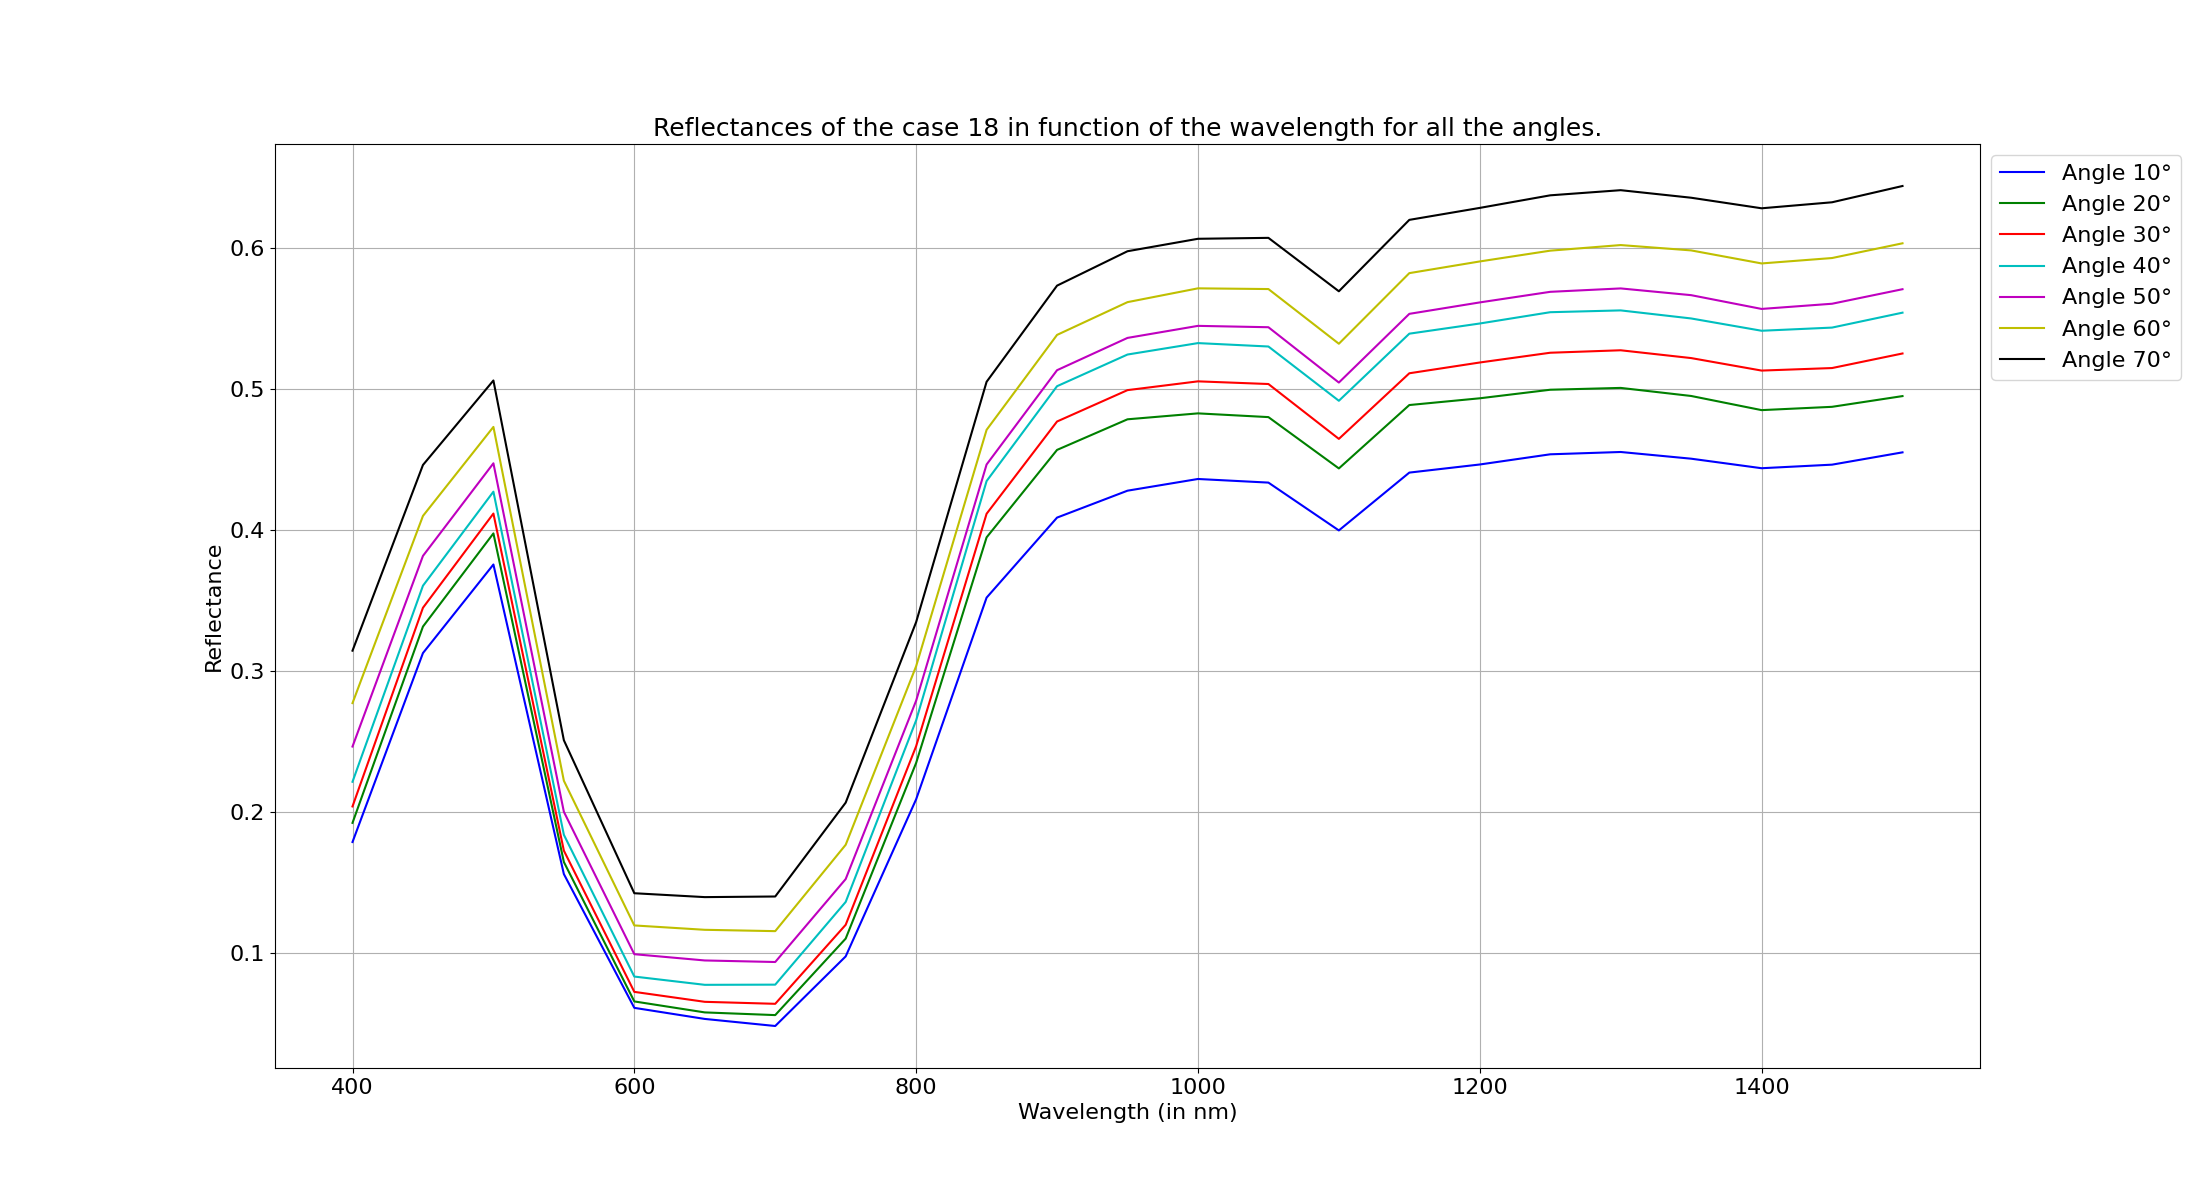 Reflectances of the case 18 in function of the wavelength for all the angles.
Angle 10°
Angle 20°
Angle 30°
Angle 40°
Angle 50°
Angle 60°
Angle 70°
0.6
0.5
0.4
0.3
0.2
0.1
Reflectance
400 600 800 1000 1200 1400
Wavelength (in nm)